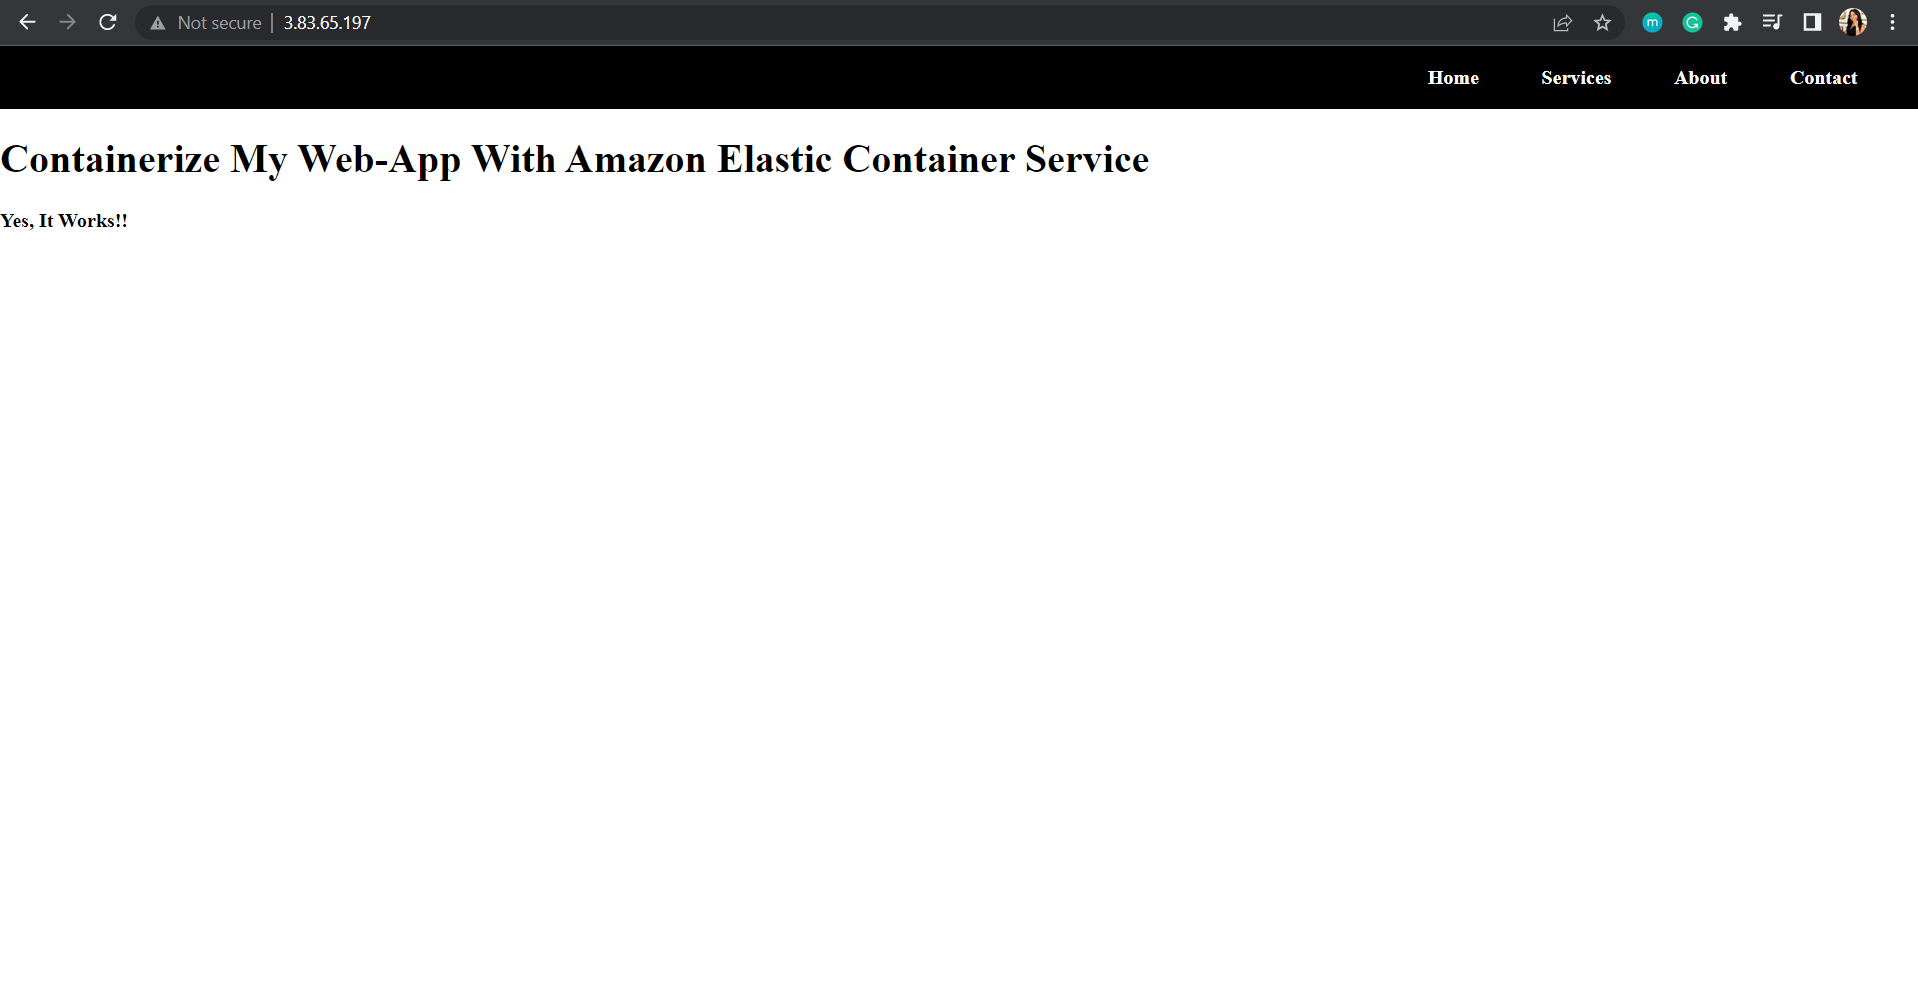 Not secure | 3.83.65.197
m
G
Home Services About Contact
Containerize My Web-App With Amazon Elastic Container Service
Yes, It Works!!